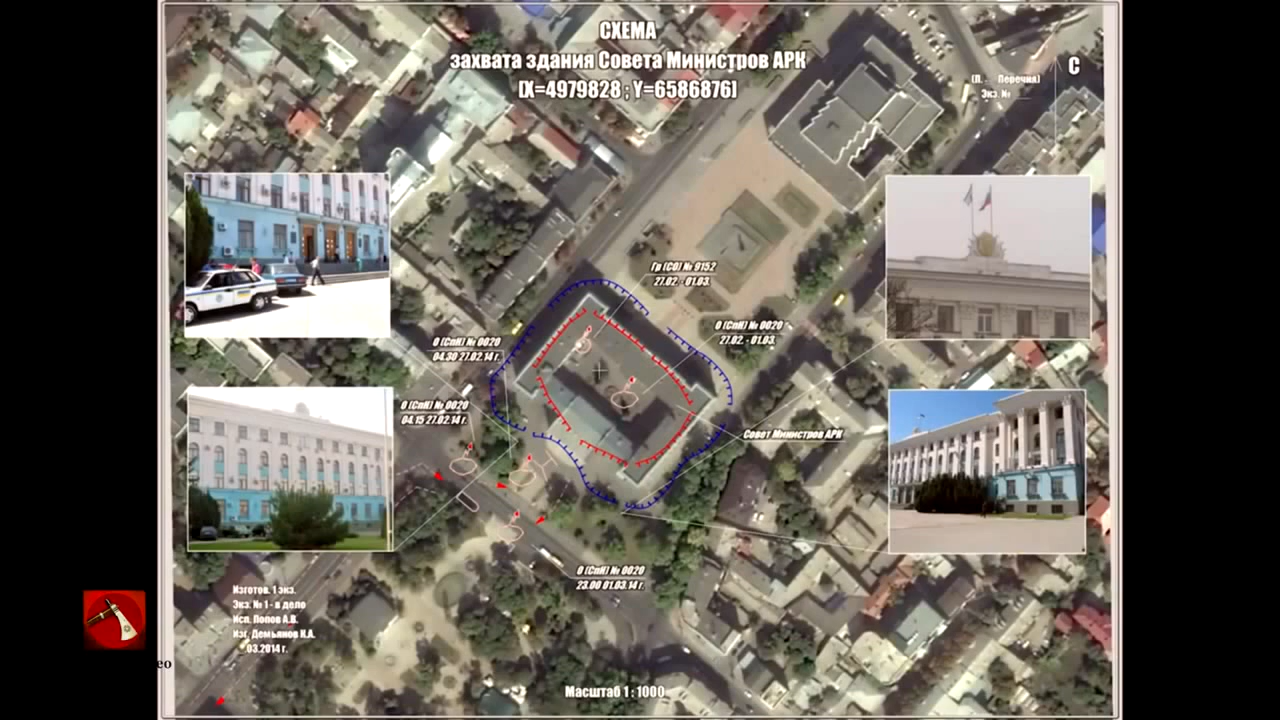 СХЕМА
захвата здания Совета Министров АРК
[X=4979828 ; Y=6586876]
С
(П. Перечня)
Экз. №
Гр (СО) № 9152
27.02. - 01.03.
О (СпН) № 0020
27.02. - 01.03.
О (СпН) № 0020
04.30 27.02.14 г.
О (СпН) № 0020
04.15 27.02.14 г.
Совет Министров АРК
О (СпН) № 0020
23.00 01.03.14 г.
Изготов. 1 экз.
Экз. № 1 - в дело
Исп. Попов А.В.
Изг. Демьянов Н.А.
.03.2014 г.
ео
Масштаб 1 : 1000